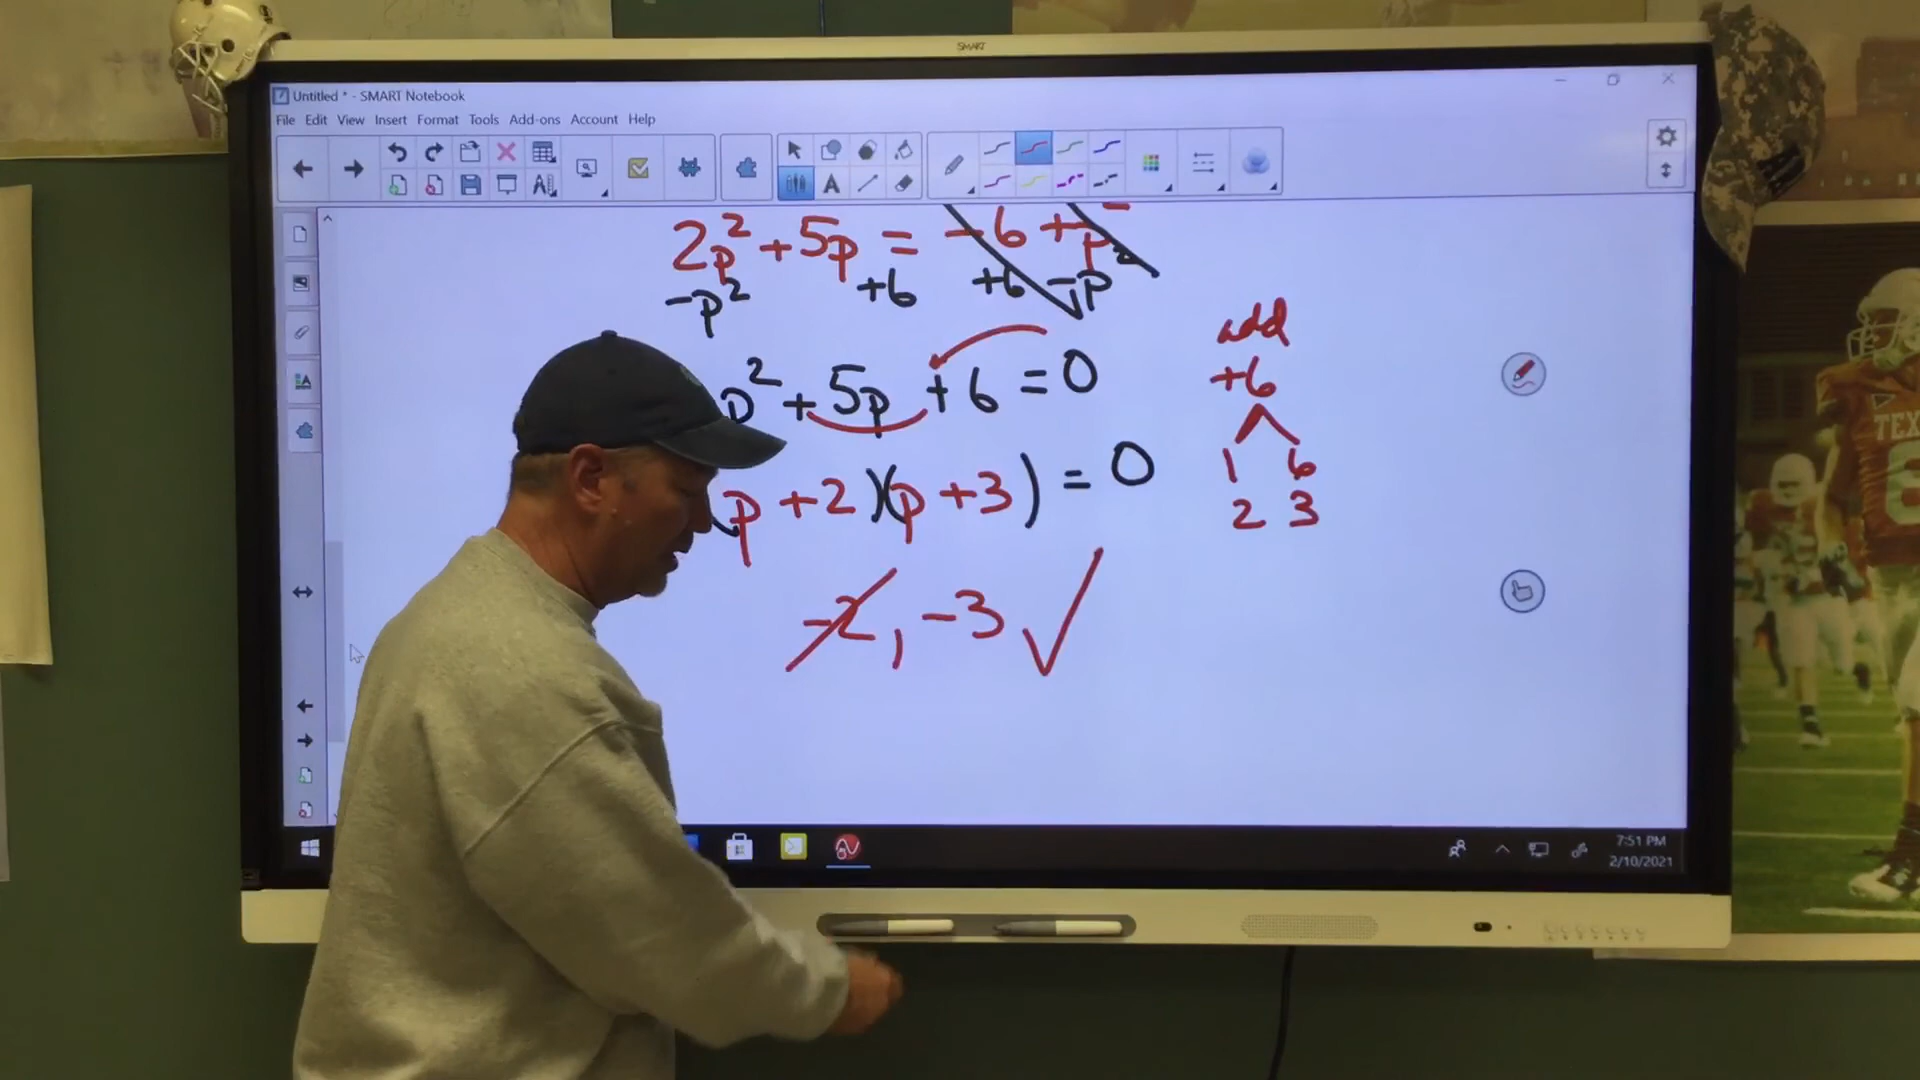 SMART
Untitled * - SMART Notebook
File Edit View Insert Format Tools Add-ons Account Help
2p² + 5p = -6 + p²
-p² +6 +6 -p²
p² + 5p + 6 = 0
(p + 2)(p + 3) = 0
-2, -3 ✓
add
+6
1 6
2 3
7:51 PM
2/10/2021
TEX